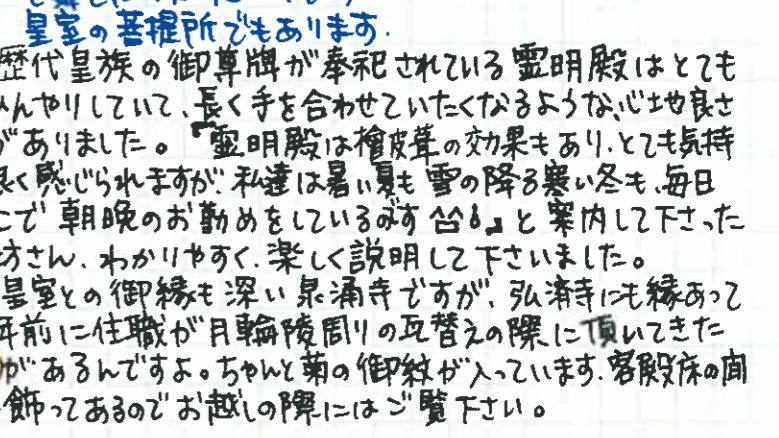 皇室の菩提所でもあります.
歴代皇族の御尊牌が奉祀されている霊明殿はとても
ひんやりしていて、長く手を合わせていたくなるような、心地良さ
がありました。『霊明殿は檜皮葺の効果もあり、とても気持
良く感じられますが、私達は暑い夏も雪の降る寒い冬も、毎日
ここで朝晩のお勤めをしているんです』と案内して下さった
お坊さん、わかりやすく、楽しく説明して下さいました。
皇室との御縁も深い泉涌寺ですが、弘済寺にも縁あって
年前に住職が月輪陵周りの瓦替えの際に頂いてきた
があるんですよ。ちゃんと菊の御紋が入っています.客殿床の間
飾ってあるのでお越しの際にはご覧下さい。